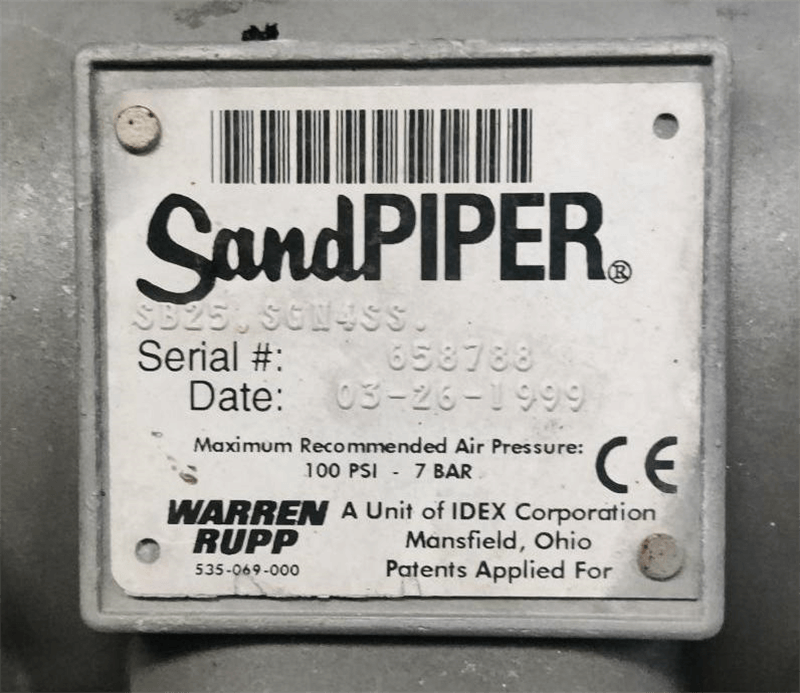 SandPIPER®
SB25. SGN4SS.
Serial #: 658788
Date: 03-26-1999
Maximum Recommended Air Pressure:
100 PSI - 7 BAR
CE
WARREN RUPP
A Unit of IDEX Corporation
Mansfield, Ohio
535-069-000
Patents Applied For